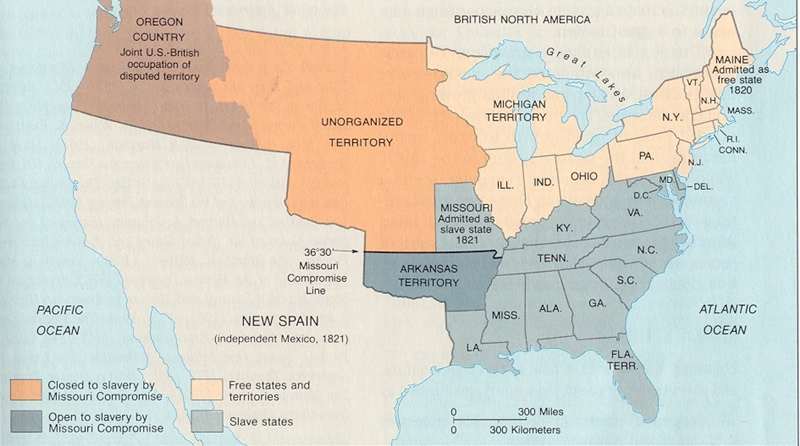 BRITISH NORTH AMERICA
OREGON
COUNTRY
Joint U.S.-British
occupation of
disputed territory
Great Lakes
MAINE
Admitted as
free state
1820
VT.
N.H.
MASS.
MICHIGAN
TERRITORY
N.Y.
R.I.
CONN.
UNORGANIZED
TERRITORY
PA.
N.J.
ILL.
IND.
OHIO
MD.
DEL.
D.C.
MISSOURI
Admitted as
slave state
1821
VA.
KY.
36°30'
Missouri
Compromise
Line
N.C.
TENN.
ARKANSAS
TERRITORY
S.C.
PACIFIC
OCEAN
NEW SPAIN
(independent Mexico, 1821)
MISS.
ALA.
GA.
ATLANTIC
OCEAN
LA.
FLA.
TERR.
Closed to slavery by
Missouri Compromise
Free states and
territories
Open to slavery by
Missouri Compromise
Slave states
0 300 Miles
0 300 Kilometers